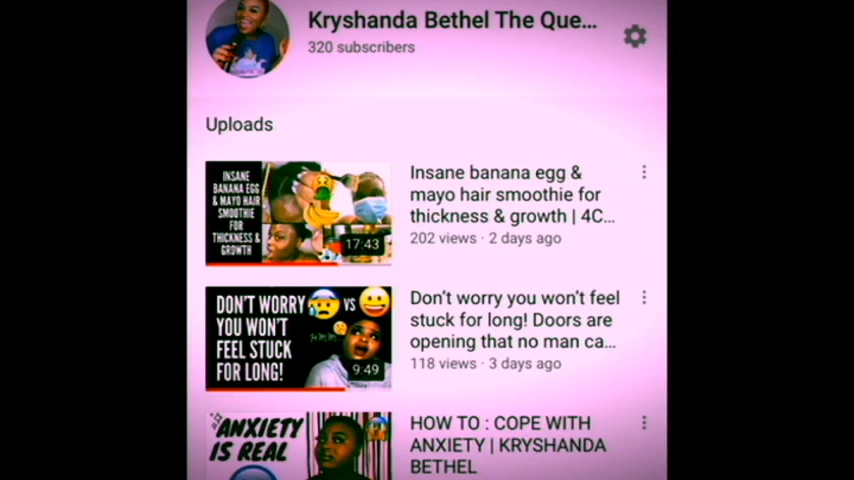 Kryshanda Bethel The Que...
320 subscribers
Uploads
INSANE
BANANA EGG
& MAYO HAIR
SMOOTHIE
FOR
THICKNESS &
GROWTH
17:43
Insane banana egg &
mayo hair smoothie for
thickness & growth | 4C...
202 views · 2 days ago
DON'T WORRY
YOU WON'T
FEEL STUCK
FOR LONG!
VS
9:49
Don't worry you won't feel
stuck for long! Doors are
opening that no man ca...
118 views · 3 days ago
ANXIETY
IS REAL
HOW TO : COPE WITH
ANXIETY | KRYSHANDA
BETHEL